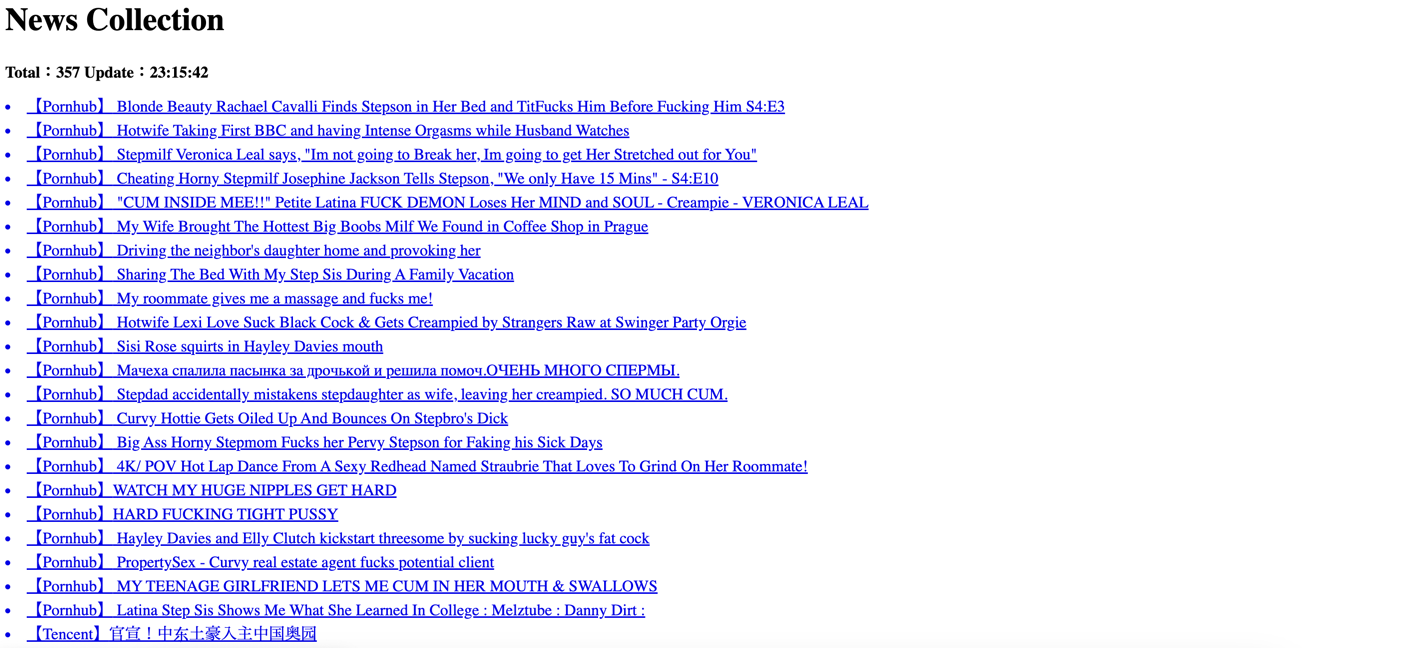 News Collection
Total：357 Update：23:15:42
【Pornhub】 Blonde Beauty Rachael Cavalli Finds Stepson in Her Bed and TitFucks Him Before Fucking Him S4:E3
【Pornhub】 Hotwife Taking First BBC and having Intense Orgasms while Husband Watches
【Pornhub】 Stepmilf Veronica Leal says, "Im not going to Break her, Im going to get Her Stretched out for You"
【Pornhub】 Cheating Horny Stepmilf Josephine Jackson Tells Stepson, "We only Have 15 Mins" - S4:E10
【Pornhub】 "CUM INSIDE MEE!!" Petite Latina FUCK DEMON Loses Her MIND and SOUL - Creampie - VERONICA LEAL
【Pornhub】 My Wife Brought The Hottest Big Boobs Milf We Found in Coffee Shop in Prague
【Pornhub】 Driving the neighbor's daughter home and provoking her
【Pornhub】 Sharing The Bed With My Step Sis During A Family Vacation
【Pornhub】 My roommate gives me a massage and fucks me!
【Pornhub】 Hotwife Lexi Love Suck Black Cock & Gets Creampied by Strangers Raw at Swinger Party Orgie
【Pornhub】 Sisi Rose squirts in Hayley Davies mouth
【Pornhub】 Мачеха спалила пасынка за дрочькой и решила помоч.ОЧЕНЬ МНОГО СПЕРМЫ.
【Pornhub】 Stepdad accidentally mistakens stepdaughter as wife, leaving her creampied. SO MUCH CUM.
【Pornhub】 Curvy Hottie Gets Oiled Up And Bounces On Stepbro's Dick
【Pornhub】 Big Ass Horny Stepmom Fucks her Pervy Stepson for Faking his Sick Days
【Pornhub】 4K/ POV Hot Lap Dance From A Sexy Redhead Named Straubrie That Loves To Grind On Her Roommate!
【Pornhub】WATCH MY HUGE NIPPLES GET HARD
【Pornhub】HARD FUCKING TIGHT PUSSY
【Pornhub】 Hayley Davies and Elly Clutch kickstart threesome by sucking lucky guy's fat cock
【Pornhub】 PropertySex - Curvy real estate agent fucks potential client
【Pornhub】 MY TEENAGE GIRLFRIEND LETS ME CUM IN HER MOUTH & SWALLOWS
【Pornhub】 Latina Step Sis Shows Me What She Learned In College : Melztube : Danny Dirt :
【Tencent】官宣！中东土豪入主中国奥园